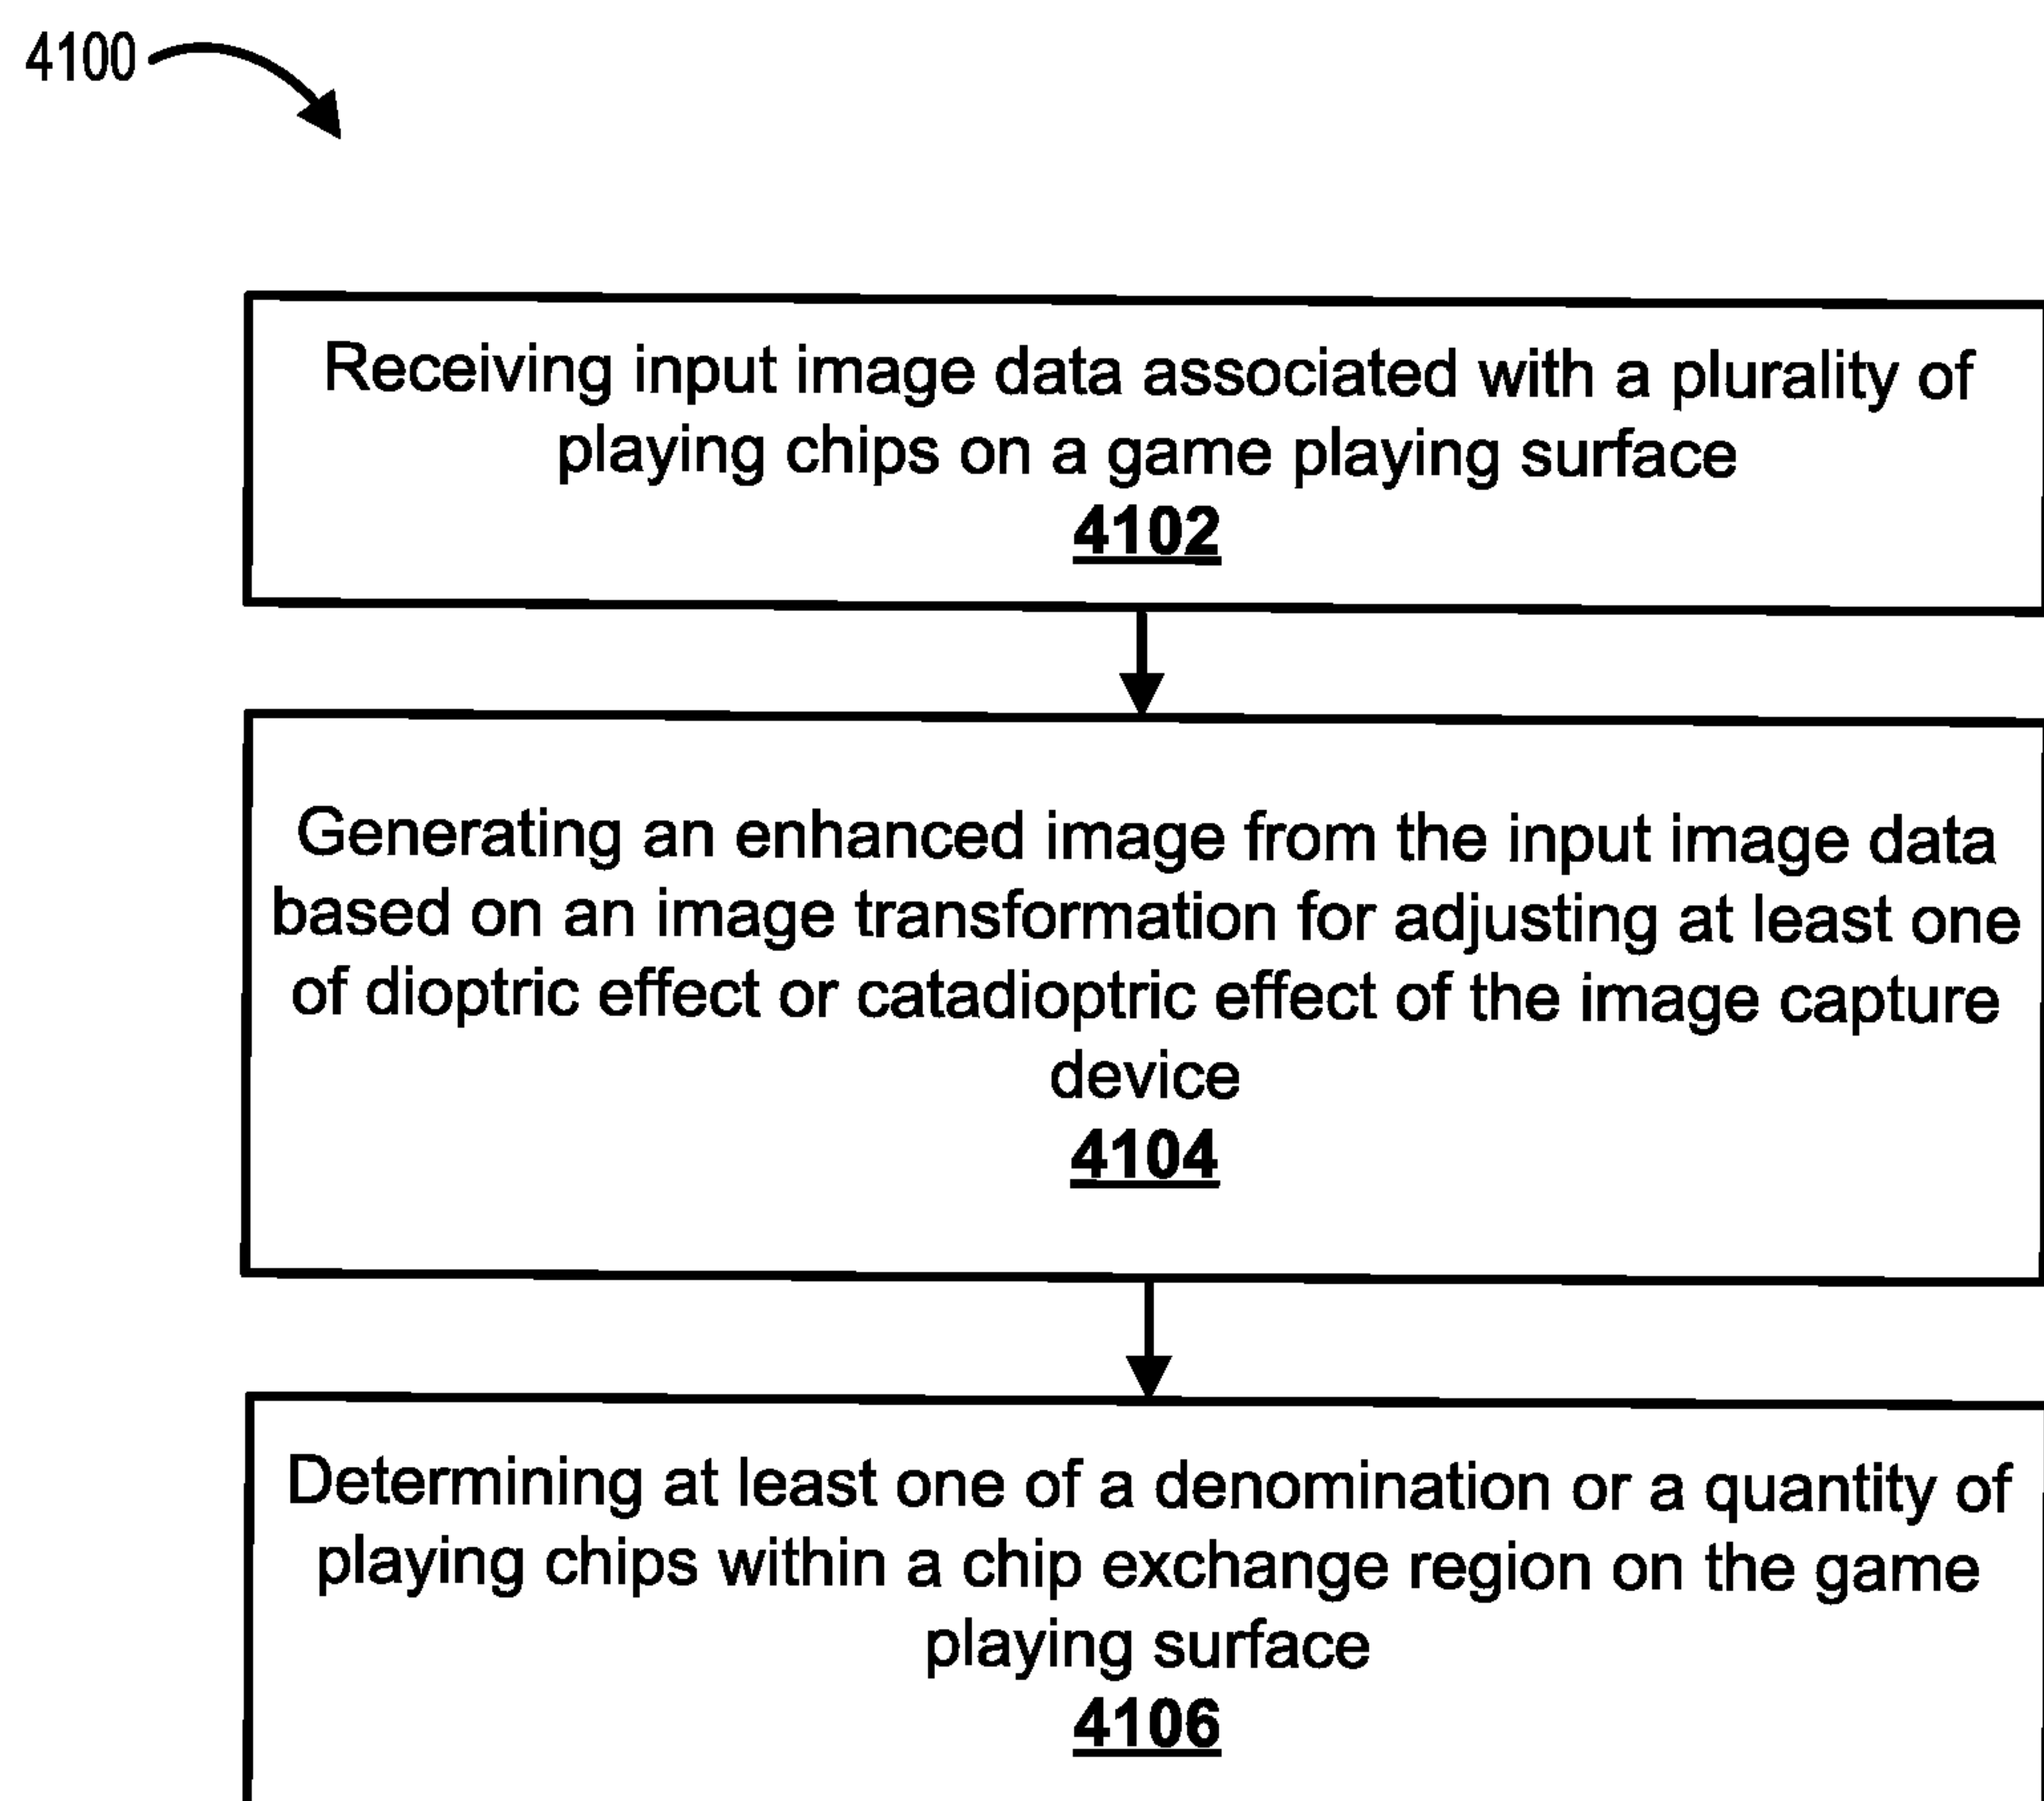 4100
Receiving input image data associated with a plurality of
playing chips on a game playing surface
4102
Generating an enhanced image from the input image data
based on an image transformation for adjusting at least one
of dioptric effect or catadioptric effect of the image capture
device
4104
Determining at least one of a denomination or a quantity of
playing chips within a chip exchange region on the game
playing surface
4106